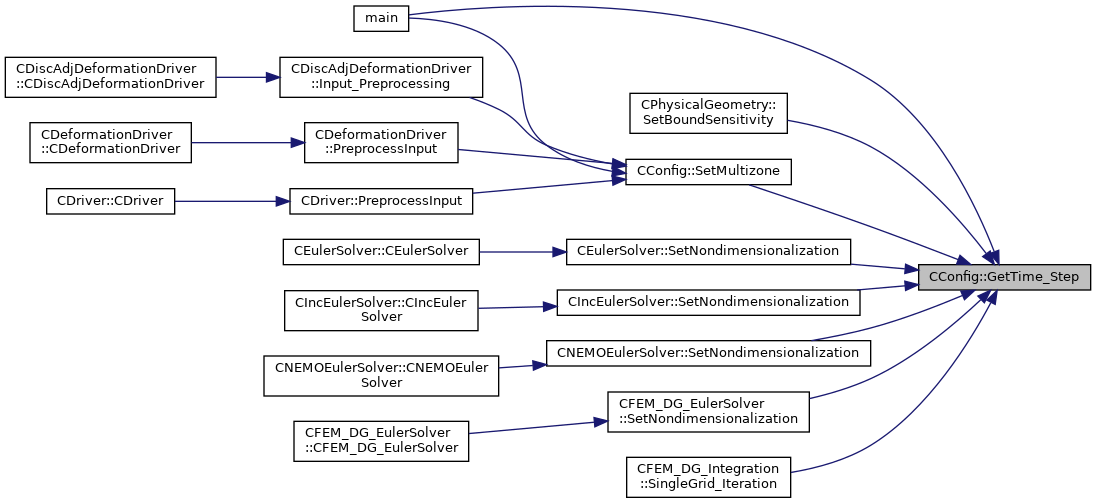 main
CDiscAdjDeformationDriver
::CDiscAdjDeformationDriver
CDiscAdjDeformationDriver
::Input_Preprocessing
CPhysicalGeometry::
SetBoundSensitivity
CDeformationDriver
::CDeformationDriver
CDeformationDriver
::PreprocessInput
CConfig::SetMultizone
CDriver::CDriver
CDriver::PreprocessInput
CEulerSolver::CEulerSolver
CEulerSolver::SetNondimensionalization
CConfig::GetTime_Step
CIncEulerSolver::CIncEuler
Solver
CIncEulerSolver::SetNondimensionalization
CNEMOEulerSolver::CNEMOEuler
Solver
CNEMOEulerSolver::SetNondimensionalization
CFEM_DG_EulerSolver
::CFEM_DG_EulerSolver
CFEM_DG_EulerSolver
::SetNondimensionalization
CFEM_DG_Integration
::SingleGrid_Iteration